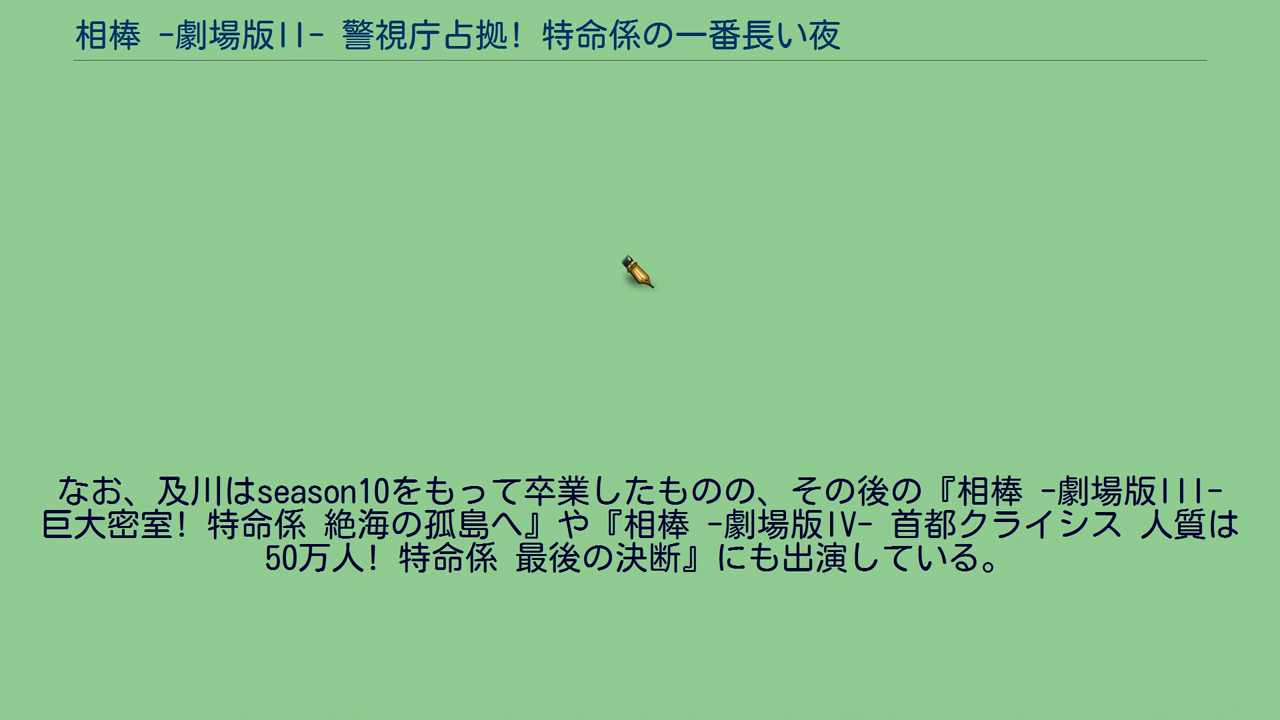 相棒 -劇場版II- 警視庁占拠! 特命係の一番長い夜
なお、及川はseason10をもって卒業したものの、その後の『相棒 -劇場版III-
巨大密室! 特命係 絶海の孤島へ』や『相棒 -劇場版IV- 首都クライシス 人質は
50万人! 特命係 最後の決断』にも出演している。